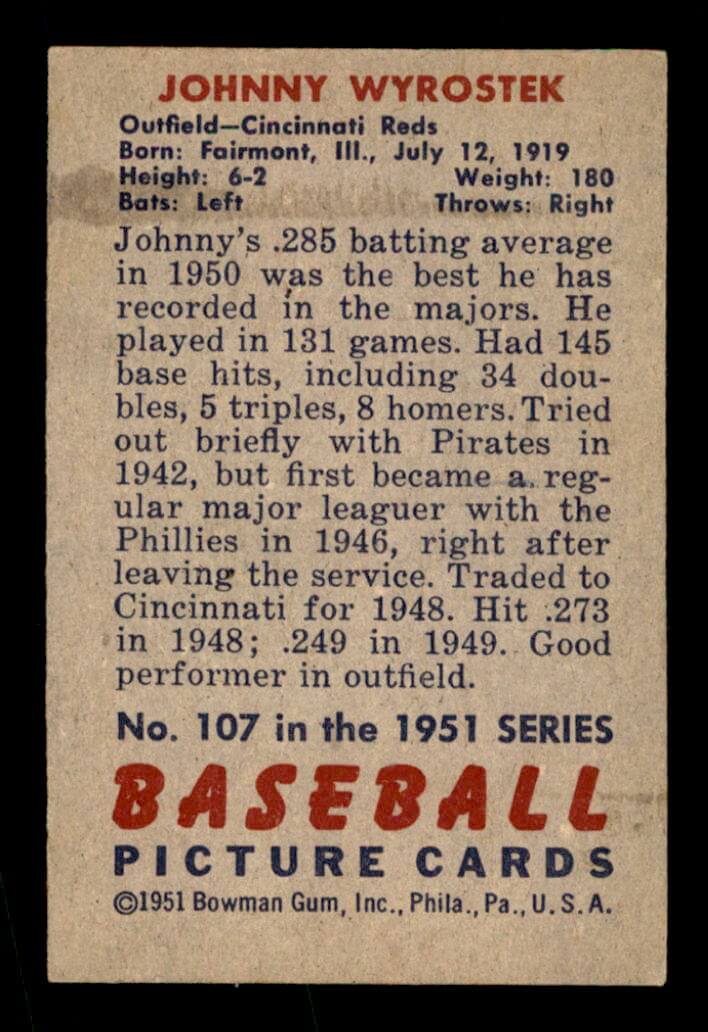 JOHNNY WYROSTEK
Outfield—Cincinnati Reds
Born: Fairmont, Ill., July 12, 1919
Height: 6-2 Weight: 180
Bats: Left Throws: Right
Johnny's .285 batting average
in 1950 was the best he has
recorded in the majors. He
played in 131 games. Had 145
base hits, including 34 dou-
bles, 5 triples, 8 homers. Tried
out briefly with Pirates in
1942, but first became a reg-
ular major leaguer with the
Phillies in 1946, right after
leaving the service. Traded to
Cincinnati for 1948. Hit .273
in 1948; .249 in 1949. Good
performer in outfield.
No. 107 in the 1951 SERIES
BASEBALL
PICTURE CARDS
©1951 Bowman Gum, Inc., Phila., Pa., U.S.A.